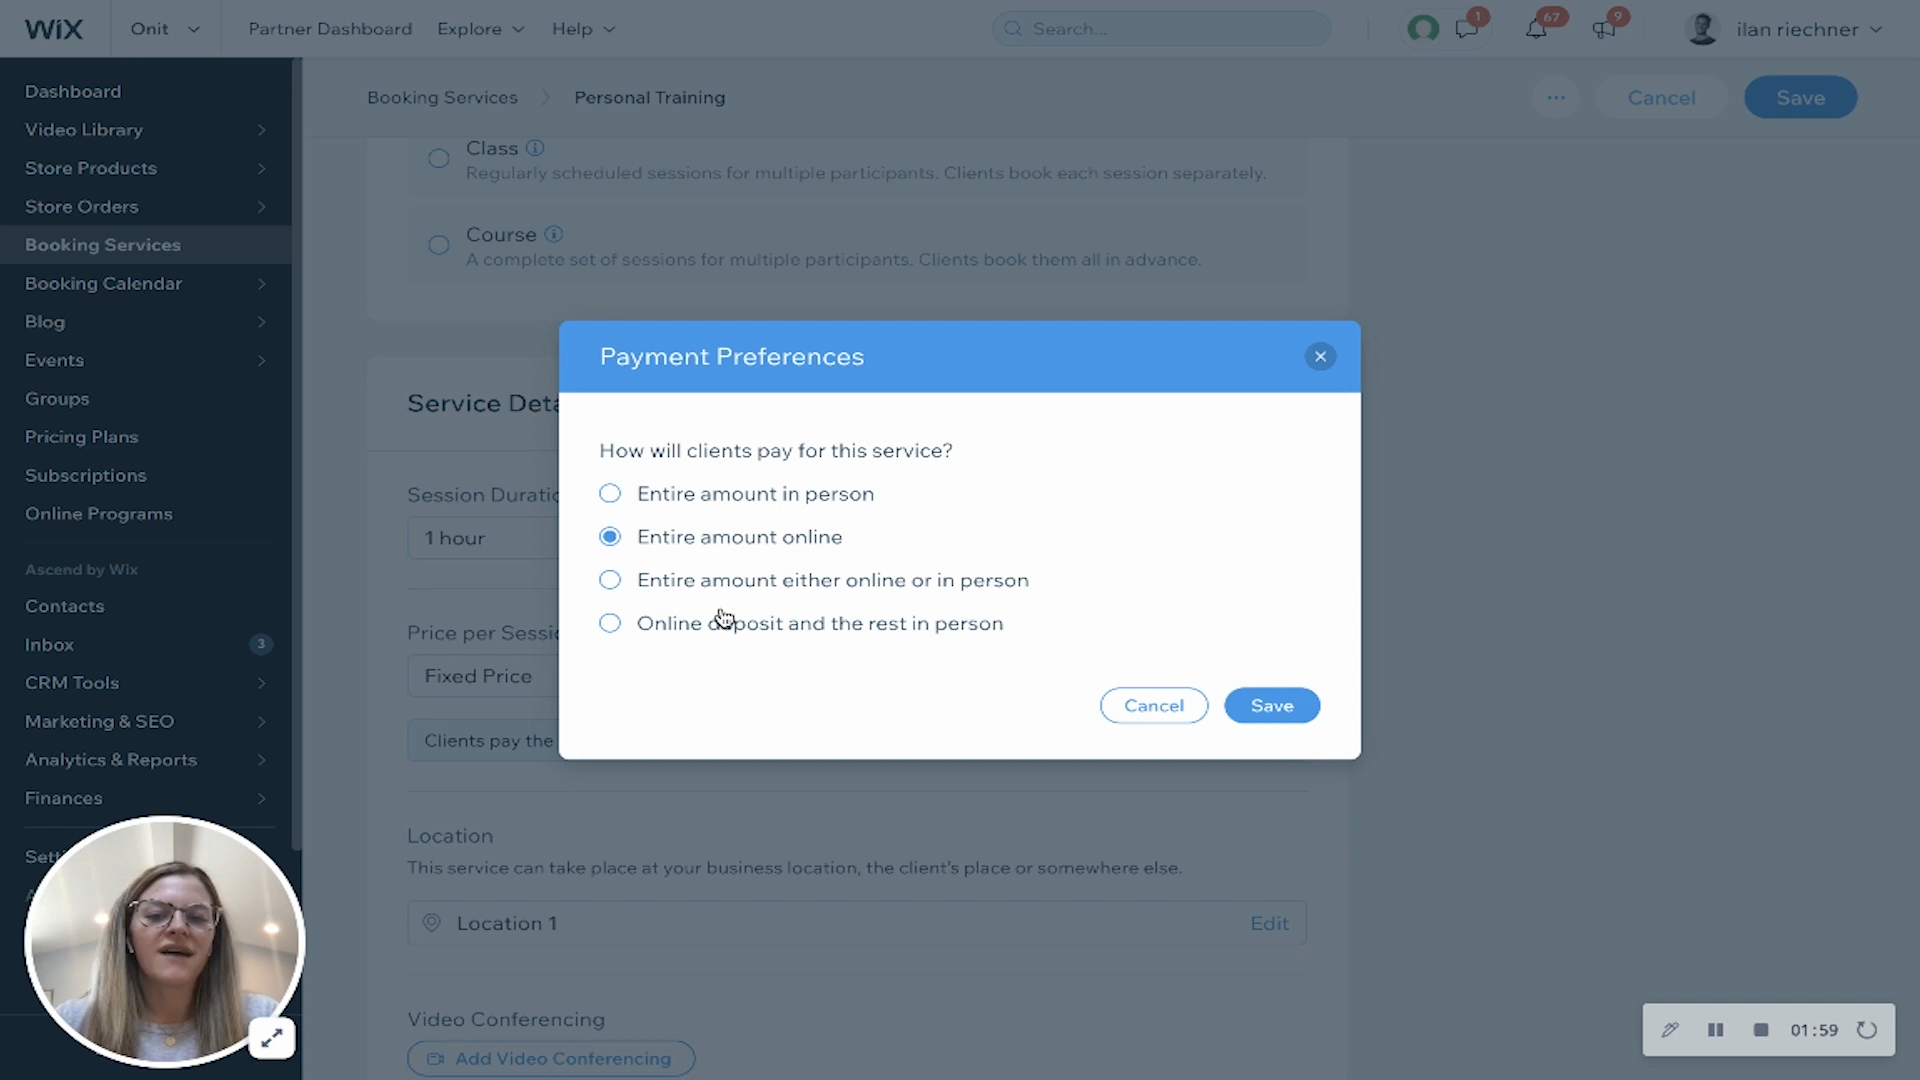 WIX
Onit
Partner Dashboard
Explore
Help
Search...
1
67
9
ilan riechner
Dashboard
Video Library
Store Products
Store Orders
Booking Services
Booking Calendar
Blog
Events
Groups
Pricing Plans
Subscriptions
Online Programs
Ascend by Wix
Contacts
Inbox
3
CRM Tools
Marketing & SEO
Analytics & Reports
Finances
Booking Services
Personal Training
...
Cancel
Save
Class
Regularly scheduled sessions for multiple participants. Clients book each session separately.
Course
A complete set of sessions for multiple participants. Clients book them all in advance.
Service Deta
Session Duratio
1 hour
Price per Sessio
Fixed Price
Clients pay the
Payment Preferences
How will clients pay for this service?
Entire amount in person
Entire amount online
Entire amount either online or in person
Online deposit and the rest in person
Cancel
Save
Location
This service can take place at your business location, the client's place or somewhere else.
Location 1
Edit
Video Conferencing
Add Video Conferencing
01:59